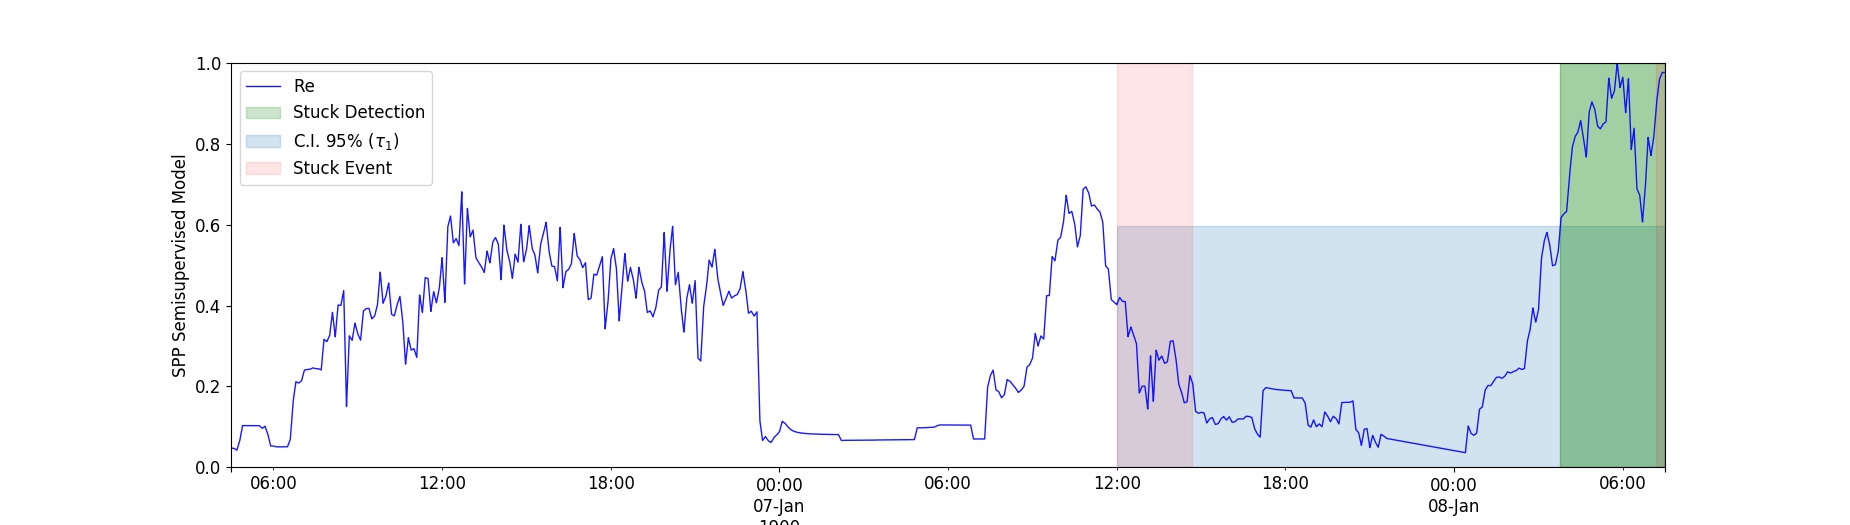 1.0
0.8
0.6
0.4
0.2
0.0
SPP Semisupervised Model
Re
Stuck Detection
C.I. 95% (τ₁)
Stuck Event
06:00 12:00 18:00 00:00 06:00 12:00 18:00 00:00 06:00
07-Jan 08-Jan
1900